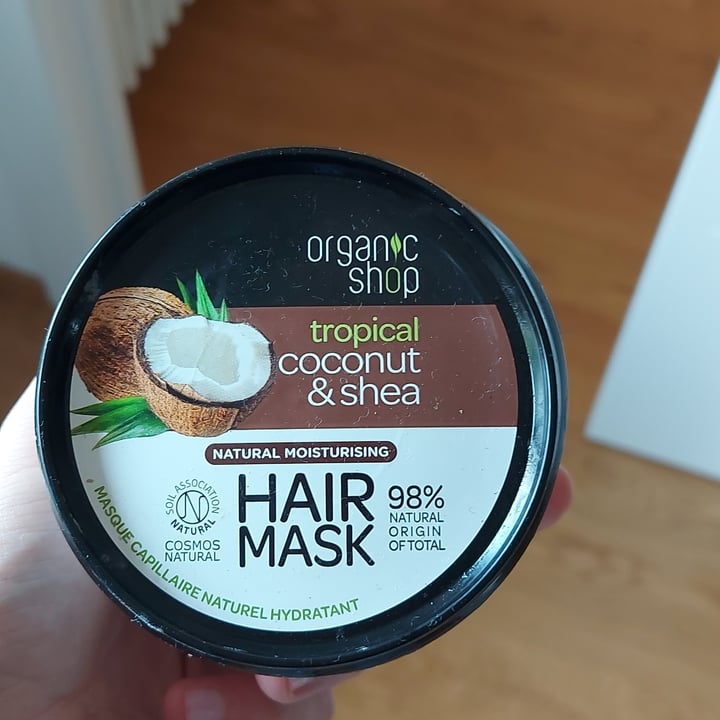 organic
shop
tropical
coconut
& shea
NATURAL MOISTURISING
HAIR
MASK
98%
NATURAL
ORIGIN
OF TOTAL
SOIL ASSOCIATION
NATURAL
COSMOS
NATURAL
MASQUE CAPILLAIRE NATUREL HYDRATANT